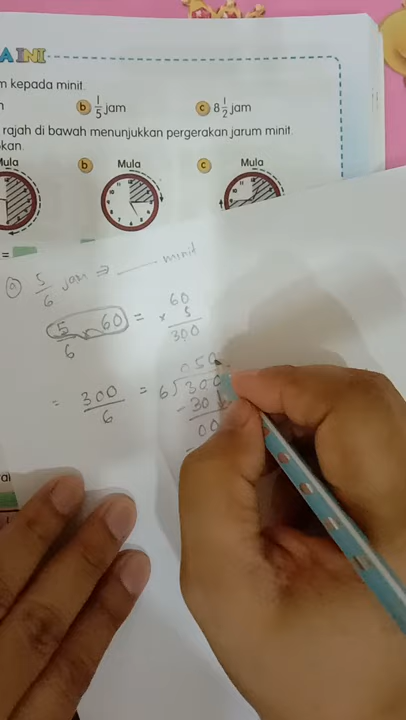 A INI
kepada minit.
b 1/5 jam
c 8 1/2 jam
rajah di bawah menunjukkan pergerakan jarum minit.
kan.
Mula
b Mula
c Mula
=
a 5/6 jam ⇒ ____ minit
5/6 × 60 =
60
× 5
300
= 300/6 =
050
6)300
- 30
00